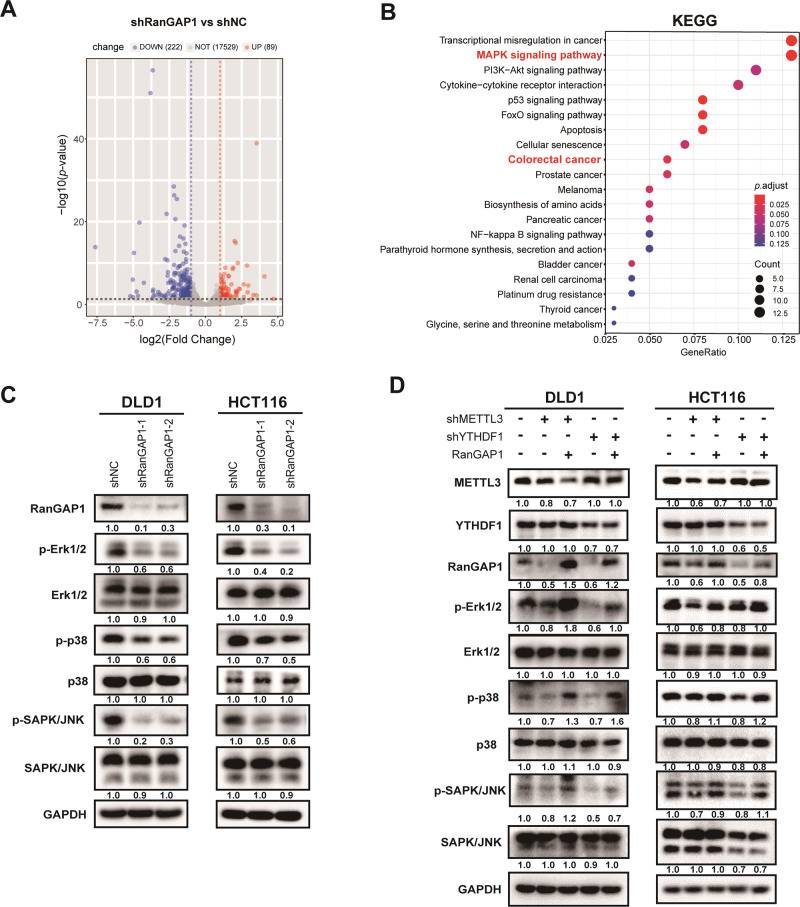 A
shRanGAP1 vs shNC
change DOWN (222) NOT (17529) UP (89)
−log10(p-value)
40
20
0
−7.5 −5.0 −2.5 0.0 2.5 5.0
log2(Fold Change)
B
KEGG
Transcriptional misregulation in cancer
MAPK signaling pathway
PI3K−Akt signaling pathway
Cytokine−cytokine receptor interaction
p53 signaling pathway
FoxO signaling pathway
Apoptosis
Cellular senescence
Colorectal cancer
Prostate cancer
Melanoma
Biosynthesis of amino acids
Pancreatic cancer
NF−kappa B signaling pathway
Parathyroid hormone synthesis, secretion and action
Bladder cancer
Renal cell carcinoma
Platinum drug resistance
Thyroid cancer
Glycine, serine and threonine metabolism
p.adjust
0.025
0.050
0.075
0.100
0.125
Count
5.0
7.5
10.0
12.5
0.025 0.050 0.075 0.100 0.125
GeneRatio
C
DLD1 HCT116
shNC shRanGAP1-1 shRanGAP1-2 shNC shRanGAP1-1 shRanGAP1-2
RanGAP1
1.0 0.1 0.3 1.0 0.3 0.1
p-Erk1/2
1.0 0.6 0.6 1.0 0.4 0.2
Erk1/2
1.0 0.9 1.0 1.0 1.0 0.9
p-p38
1.0 0.6 0.6 1.0 0.7 0.5
p38
1.0 1.0 1.0 1.0 1.0 1.0
p-SAPK/JNK
1.0 0.2 0.3 1.0 0.5 0.6
SAPK/JNK
1.0 0.9 1.0 1.0 1.0 0.9
GAPDH
D
DLD1 HCT116
shMETTL3 - + + - - - + + - -
shYTHDF1 - - - + + - - - + +
RanGAP1 - - + - + - - + - +
METTL3
1.0 0.8 0.7 1.0 1.0 1.0 0.6 0.7 1.0 1.0
YTHDF1
1.0 1.0 1.0 0.7 0.7 1.0 1.0 1.0 0.6 0.5
RanGAP1
1.0 0.5 1.5 0.6 1.2 1.0 0.6 1.0 0.5 0.8
p-Erk1/2
1.0 0.8 1.8 0.6 1.0 1.0 0.6 0.8 0.8 1.0
Erk1/2
1.0 1.0 1.0 1.0 1.0 1.0 0.9 1.0 1.0 0.9
p-p38
1.0 0.7 1.3 0.7 1.6 1.0 0.8 1.1 0.8 1.2
p38
1.0 1.0 1.1 1.0 0.9 1.0 1.0 0.9 0.8 0.8
p-SAPK/JNK
1.0 0.8 1.2 0.5 0.7 1.0 0.7 0.9 0.8 1.1
SAPK/JNK
1.0 1.0 1.0 0.9 1.0 1.0 1.0 1.0 0.7 0.7
GAPDH